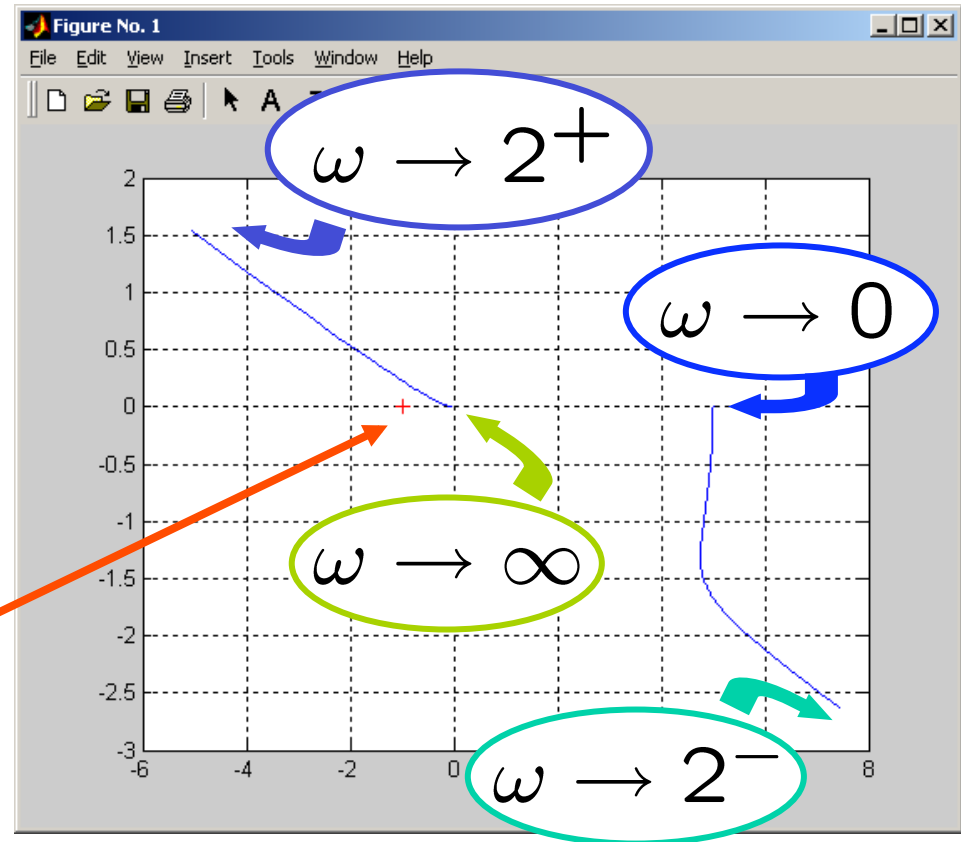 Figure No. 1
File Edit View Insert Tools Window Help
A
ω → 2⁺
2
1.5
1
0.5
0
-0.5
-1
-1.5
-2
-2.5
-3
ω → 0
ω → ∞
ω → 2⁻
-6 -4 -2 0 8